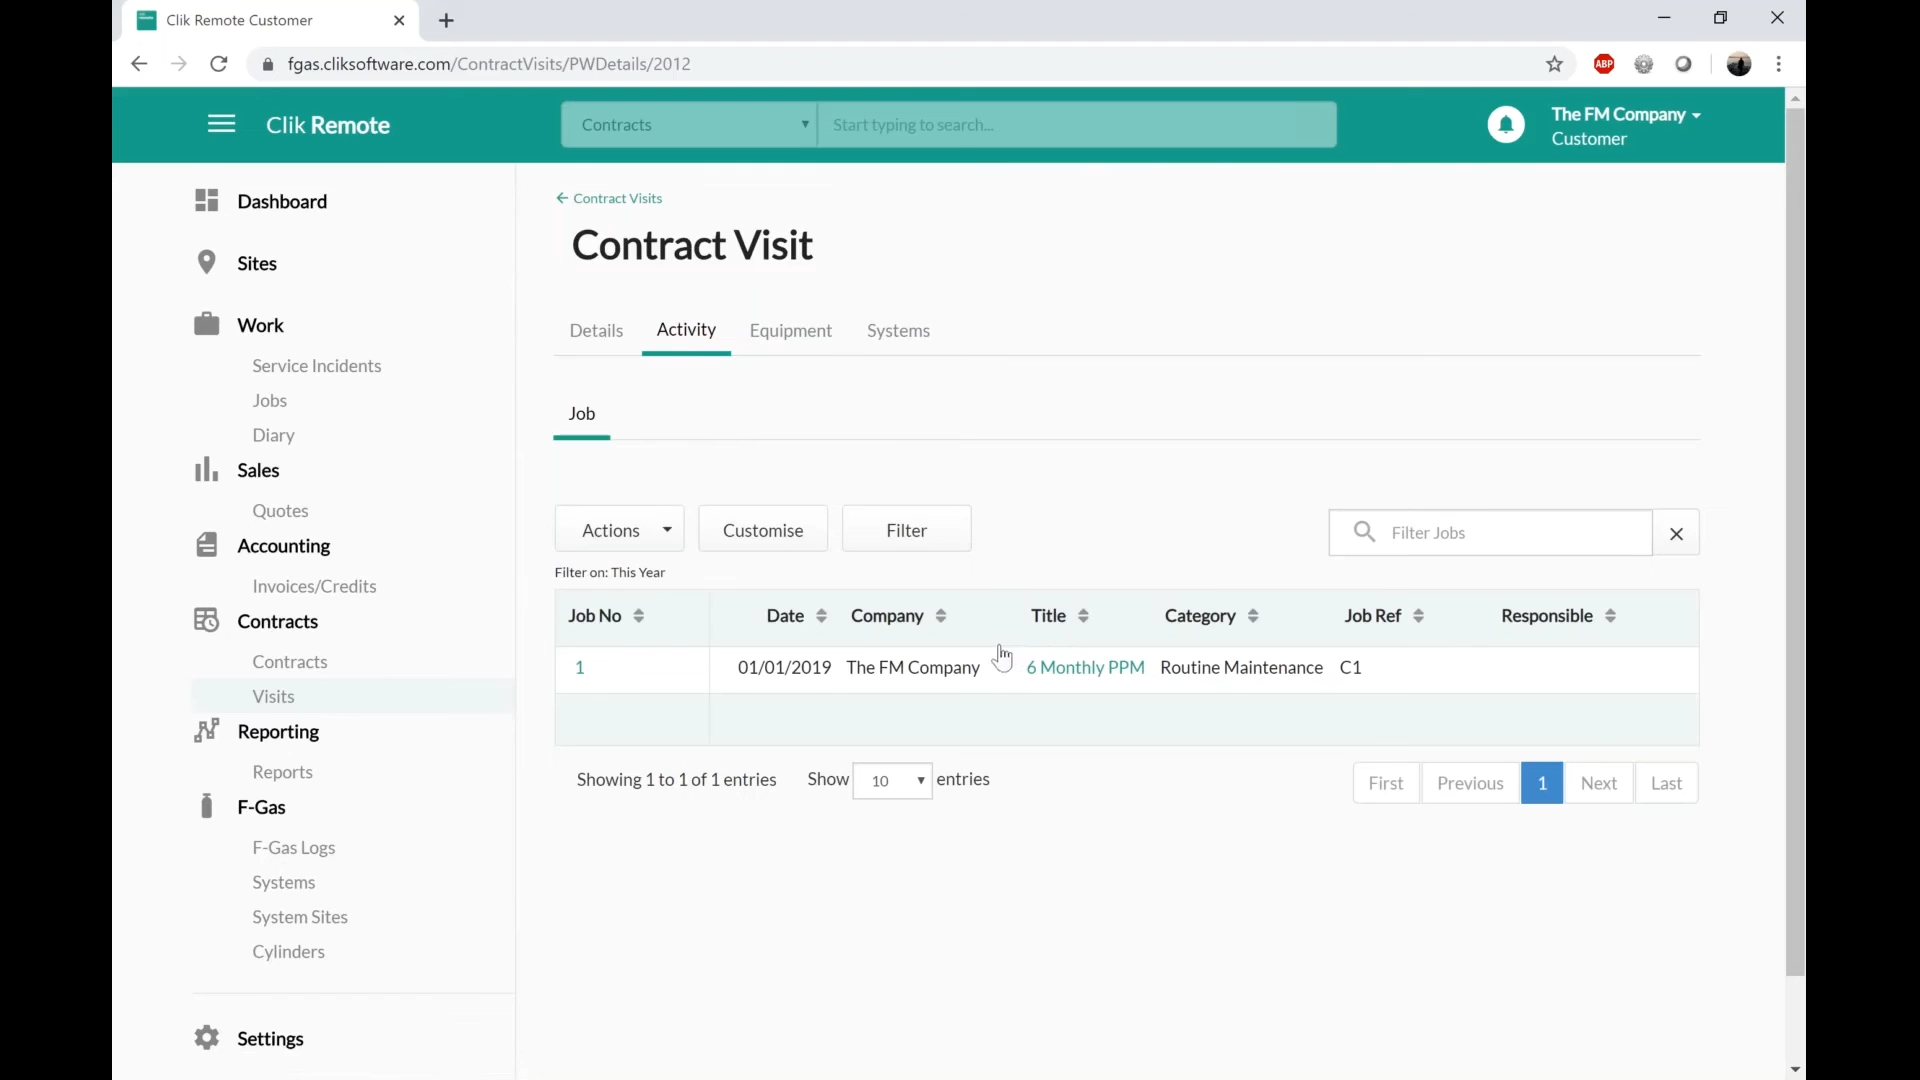 Clik Remote Customer
fgas.cliksoftware.com/ContractVisits/PWDetails/2012
ABP
Clik Remote
Contracts
Start typing to search...
The FM Company
Customer
Dashboard
Sites
Work
Service Incidents
Jobs
Diary
Sales
Quotes
Accounting
Invoices/Credits
Contracts
Contracts
Visits
Reporting
Reports
F-Gas
F-Gas Logs
Systems
System Sites
Cylinders
Settings
Contract Visits
Contract Visit
Details Activity Equipment Systems
Job
Actions Customise Filter Filter Jobs
Filter on: This Year
Job No Date Company Title Category Job Ref Responsible
1 01/01/2019 The FM Company 6 Monthly PPM Routine Maintenance C1
Showing 1 to 1 of 1 entries Show 10 entries First Previous 1 Next Last